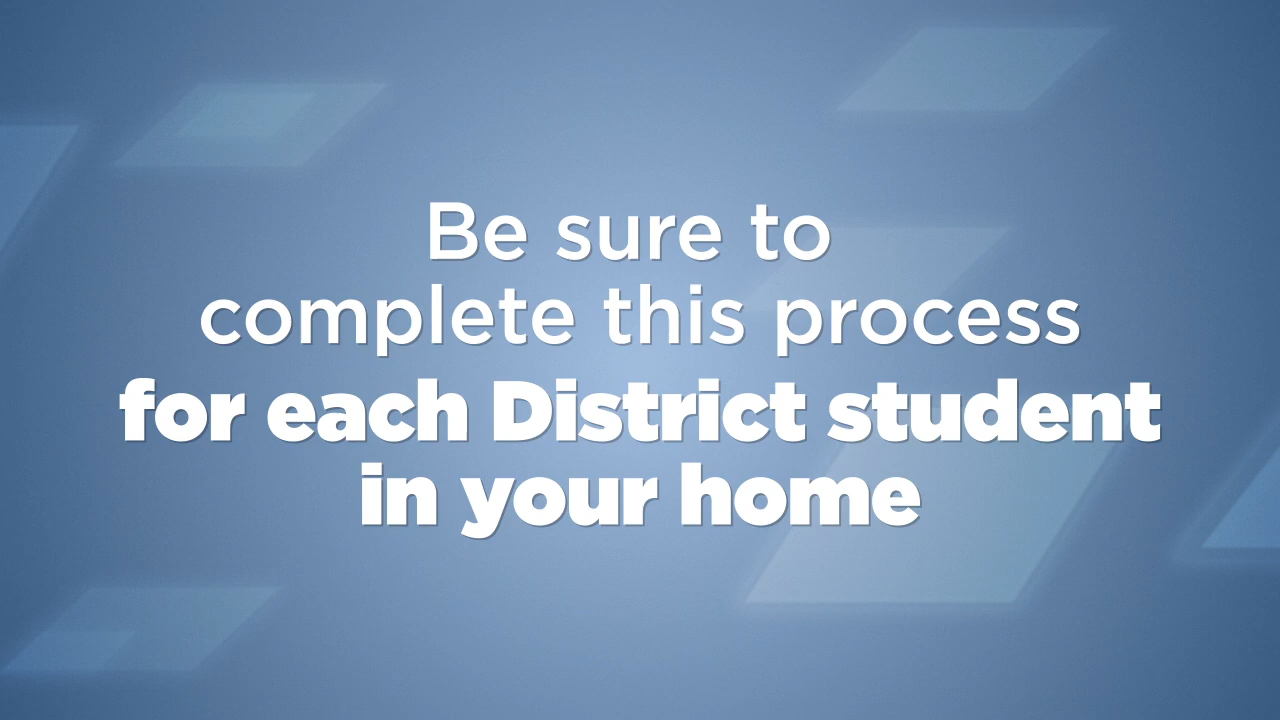 Be sure to
complete this process
for each District student
in your home